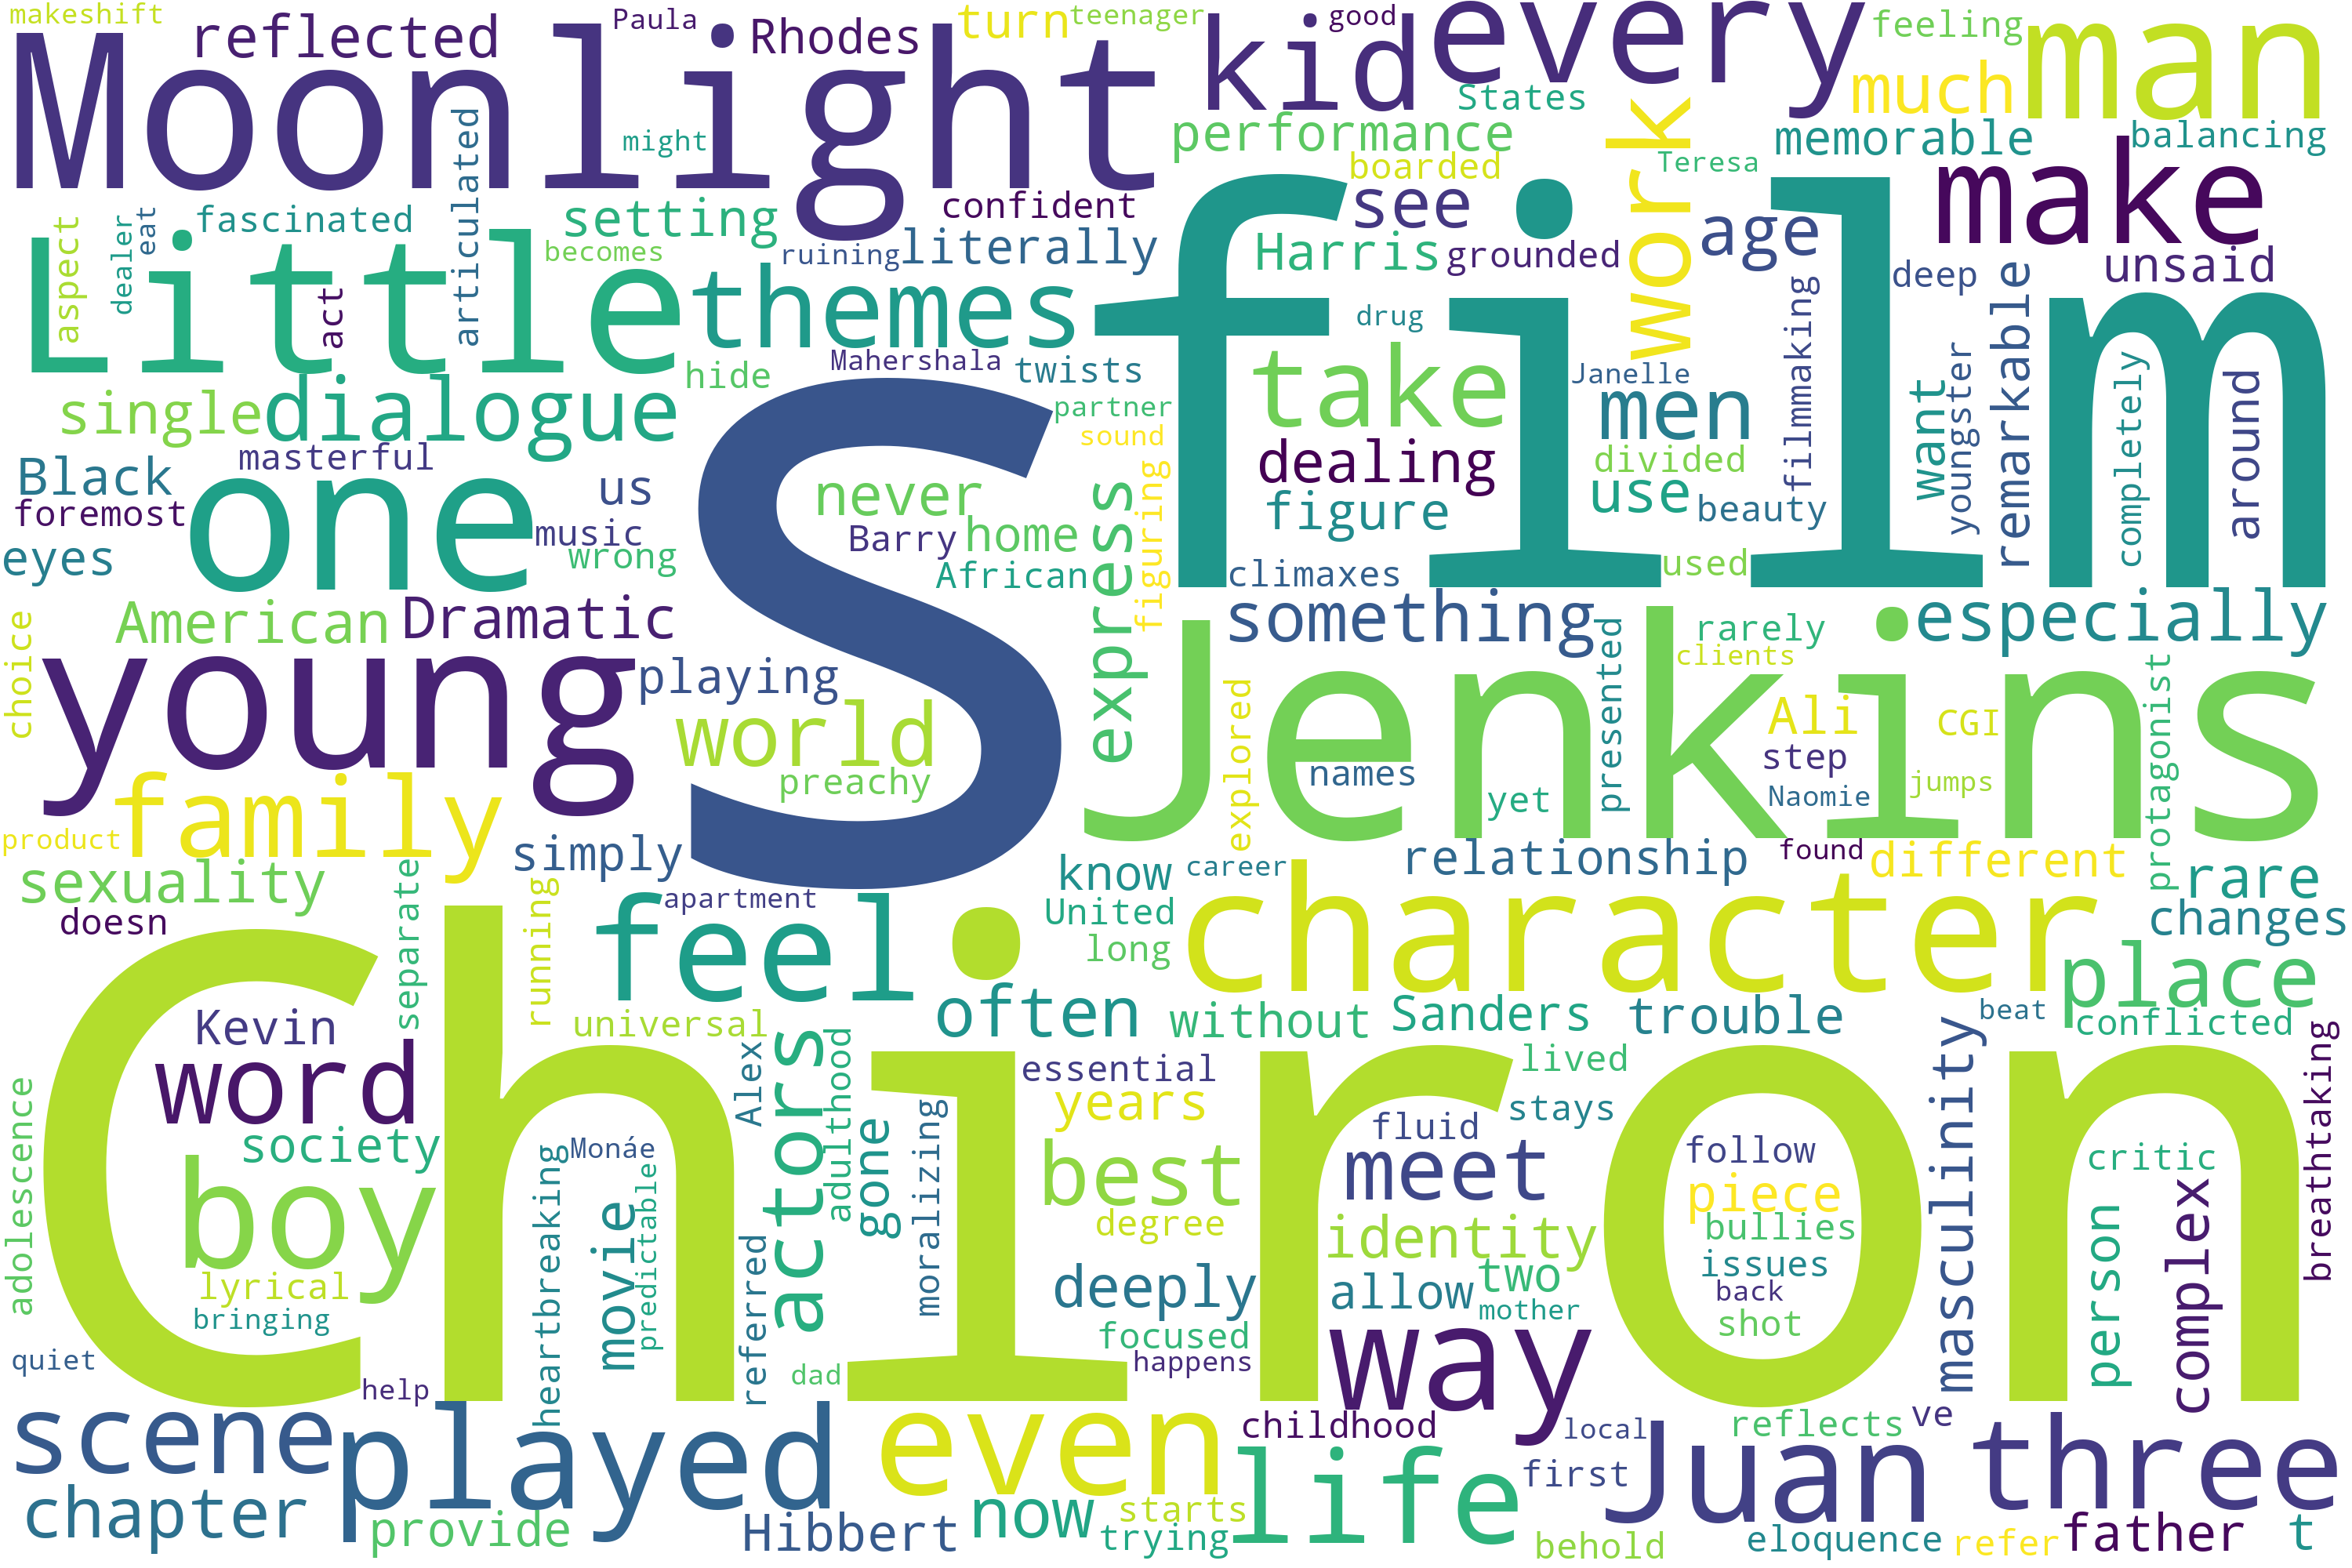 makeshift
Paula
teenager
good
turn
reflected
Rhodes
Moonlight
kid
every
feeling
man
much
States
articulated
might
performance
work
memorable
balancing
boarded
Teresa
make
see
aspect
dealer
eat
fascinated
setting
confident
becomes
ruining
literally
Harris
grounded
age
deep
unsaid
Little
act
themes
film
drug
Mahershala
twists
hide
take
Janelle
men
filmmaking
want
youngster
remarkable
completely
around
single
dialogue
partner
sound
masterful
Black
foremost
us
never
dealing
divided
figure
use
beauty
one
music
Barry
home
express
figuring
eyes
wrong
African
climaxes
used
S
American
Dramatic
something
especially
choice
young
playing
presented
rarely
clients
Jenkins
protagonist
world
explored
Ali
CGI
step
preachy
names
Naomie
jumps
yet
family
product
simply
relationship
found
different
sexuality
know
career
rare
doesn
separate
running
apartment
United
changes
feel
long
character
place
Kevin
universal
often
without
Sanders
trouble
beat
conflicted
word
actors
Alex
adulthood
essential
lived
masculinity
breathtaking
adolescence
society
years
stays
Chiron
boy
heartbreaking
Monáe
movie
predictable
gone
moralizing
best
fluid
meet
follow
critic
piece
degree
identity
bullies
person
complex
lyrical
bringing
deeply
allow
two
issues
back
mother
shot
referred
focused
quiet
help
dad
happens
way
scene
played
even
childhood
local
reflects
ve
Juan
three
life
first
chapter
provide
Hibbert
now
starts
trying
behold
eloquence
refer
father
t